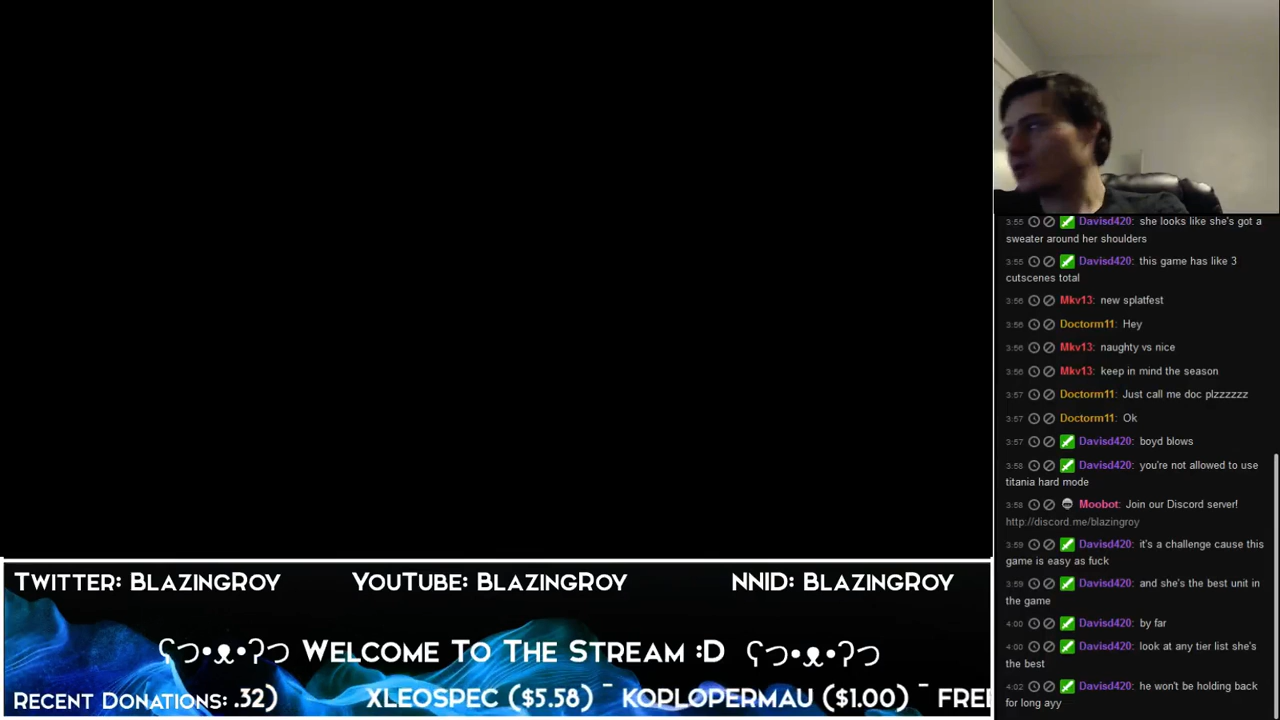 3:55 Davisd420: she looks like she's got a
sweater around her shoulders
3:55 Davisd420: this game has like 3
cutscenes total
3:56 Mkv13: new splatfest
3:56 Doctorm11: Hey
3:56 Mkv13: naughty vs nice
3:56 Mkv13: keep in mind the season
3:57 Doctorm11: Just call me doc plzzzzzz
3:57 Doctorm11: Ok
3:57 Davisd420: boyd blows
3:58 Davisd420: you're not allowed to use
titania hard mode
3:58 Moobot: Join our Discord server!
http://discord.me/blazingroy
3:59 Davisd420: it's a challenge cause this
game is easy as fuck
3:59 Davisd420: and she's the best unit in
the game
4:00 Davisd420: by far
4:00 Davisd420: look at any tier list she's
the best
4:02 Davisd420: he won't be holding back
for long ayy
Twitter: BlazingRoy YouTube: BlazingRoy NNID: BlazingRoy
ʕつ•ᴥ•ʔつ Welcome To The Stream :D ʕつ•ᴥ•ʔつ
Recent Donations: .32) XLEOSPEC ($5.58) ~ KOPLOPERMAU ($1.00) ~ FREE